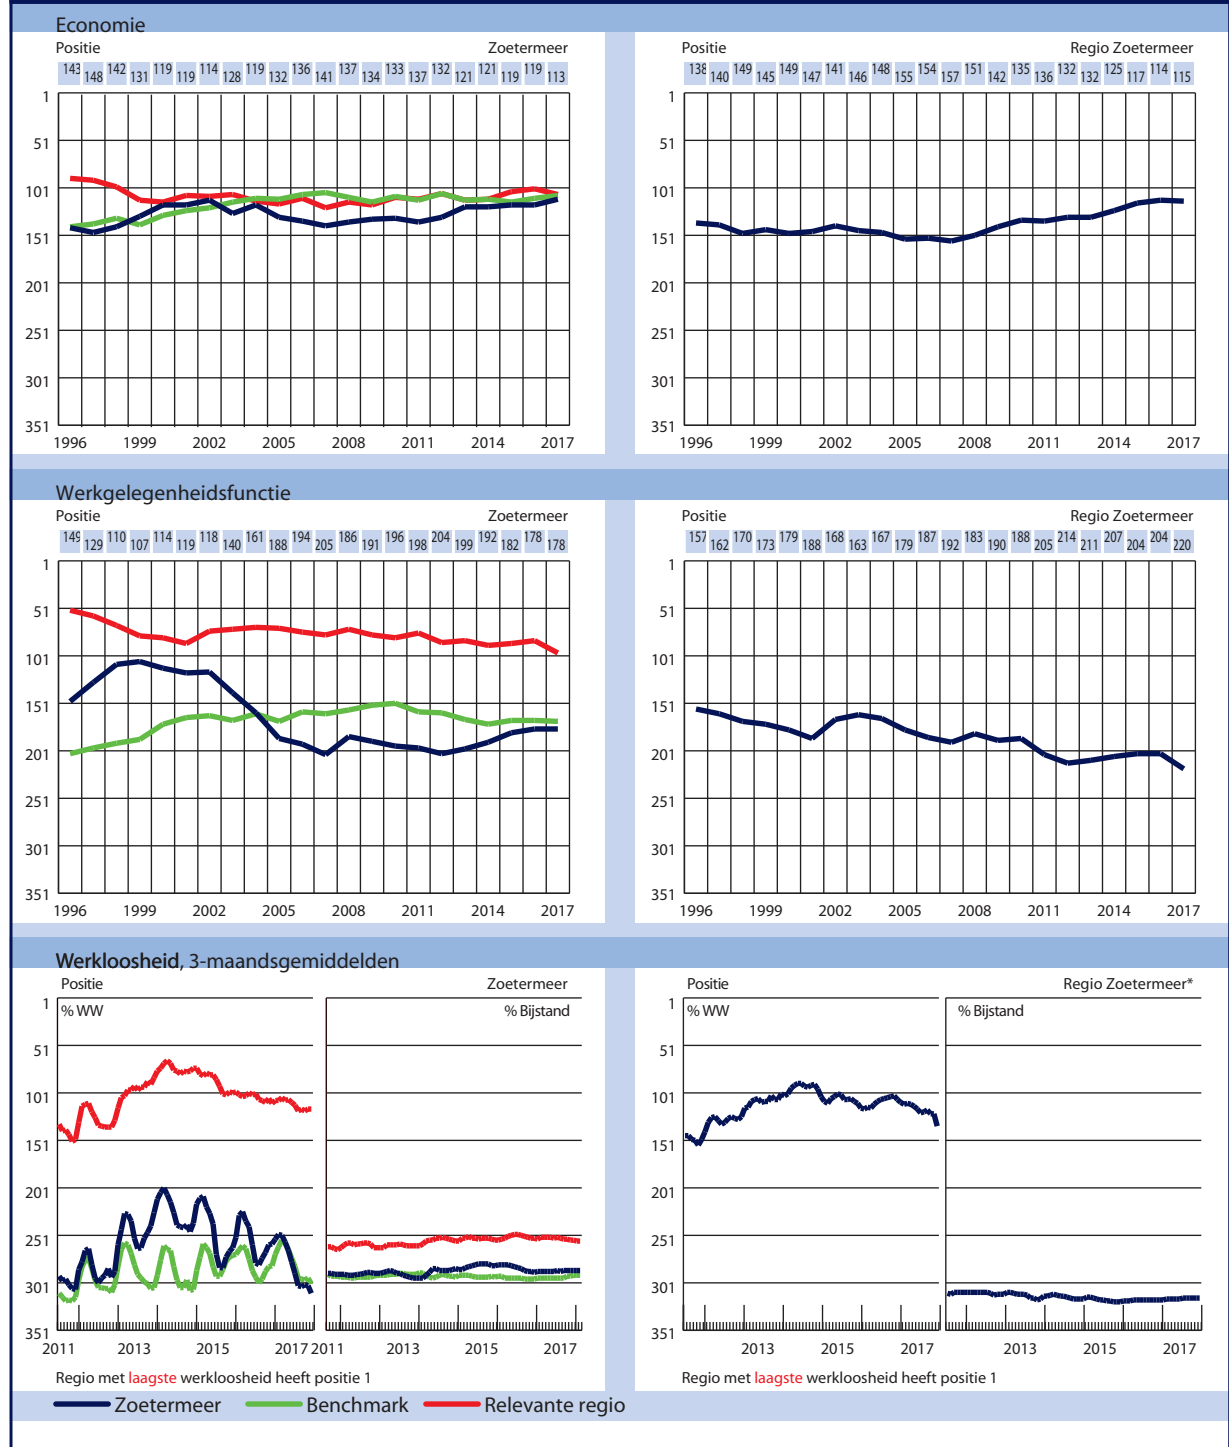 Economie
Positie Zoetermeer
143 148 142 131 119 119 114 128 119 132 136 141 137 134 133 137 132 121 121 119 119 113
1
51
101
151
201
251
301
351
1996 1999 2002 2005 2008 2011 2014 2017
Positie Regio Zoetermeer
138 140 149 145 149 147 141 146 148 155 154 157 151 142 135 136 132 132 125 117 114 115
1
51
101
151
201
251
301
351
1996 1999 2002 2005 2008 2011 2014 2017
Werkgelegenheidsfunctie
Positie Zoetermeer
149 129 110 107 114 119 118 140 161 188 194 205 186 191 196 198 204 199 192 182 178 178
1
51
101
151
201
251
301
351
1996 1999 2002 2005 2008 2011 2014 2017
Positie Regio Zoetermeer
157 162 170 173 179 188 168 163 167 179 187 192 183 190 188 205 214 211 207 204 204 220
1
51
101
151
201
251
301
351
1996 1999 2002 2005 2008 2011 2014 2017
Werkloosheid, 3-maandsgemiddelden
Positie Zoetermeer
% WW % Bijstand
1
51
101
151
201
251
301
351
2011 2013 2015 2017 2011 2013 2015 2017
Regio met laagste werkloosheid heeft positie 1
Positie Regio Zoetermeer*
% WW % Bijstand
1
51
101
151
201
251
301
351
2013 2015 2017 2013 2015 2017
Regio met laagste werkloosheid heeft positie 1
Zoetermeer Benchmark Relevante regio